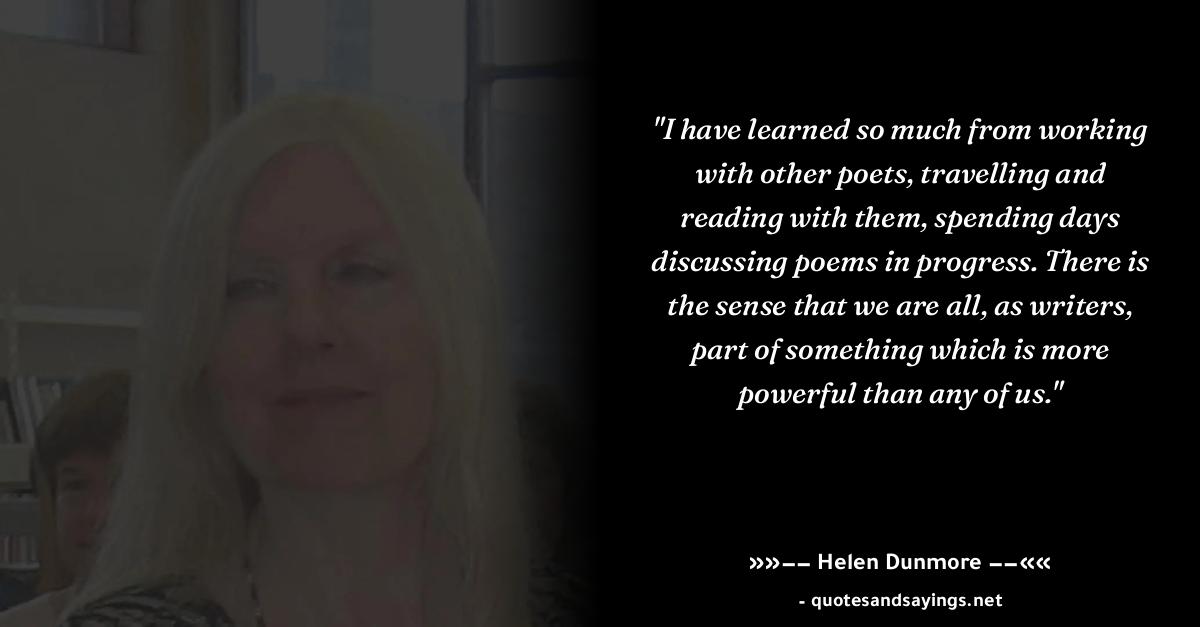 "I have learned so much from working
with other poets, travelling and
reading with them, spending days
discussing poems in progress. There is
the sense that we are all, as writers,
part of something which is more
powerful than any of us."
»»–– Helen Dunmore ––««
- quotesandsayings.net